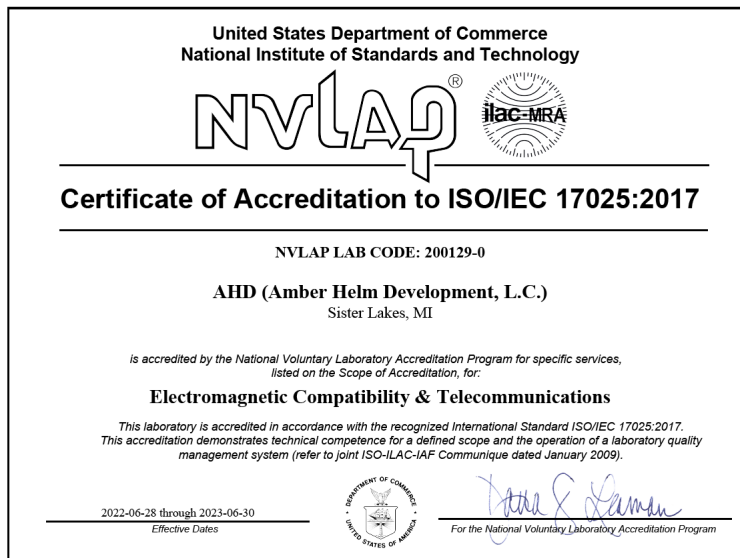 United States Department of Commerce
National Institute of Standards and Technology
NVLAP®
ilac-MRA
Certificate of Accreditation to ISO/IEC 17025:2017
NVLAP LAB CODE: 200129-0
AHD (Amber Helm Development, L.C.)
Sister Lakes, MI
is accredited by the National Voluntary Laboratory Accreditation Program for specific services,
listed on the Scope of Accreditation, for:
Electromagnetic Compatibility & Telecommunications
This laboratory is accredited in accordance with the recognized International Standard ISO/IEC 17025:2017.
This accreditation demonstrates technical competence for a defined scope and the operation of a laboratory quality
management system (refer to joint ISO-ILAC-IAF Communique dated January 2009).
2022-06-28 through 2023-06-30
Effective Dates
DEPARTMENT OF COMMERCE
UNITED STATES OF AMERICA
For the National Voluntary Laboratory Accreditation Program